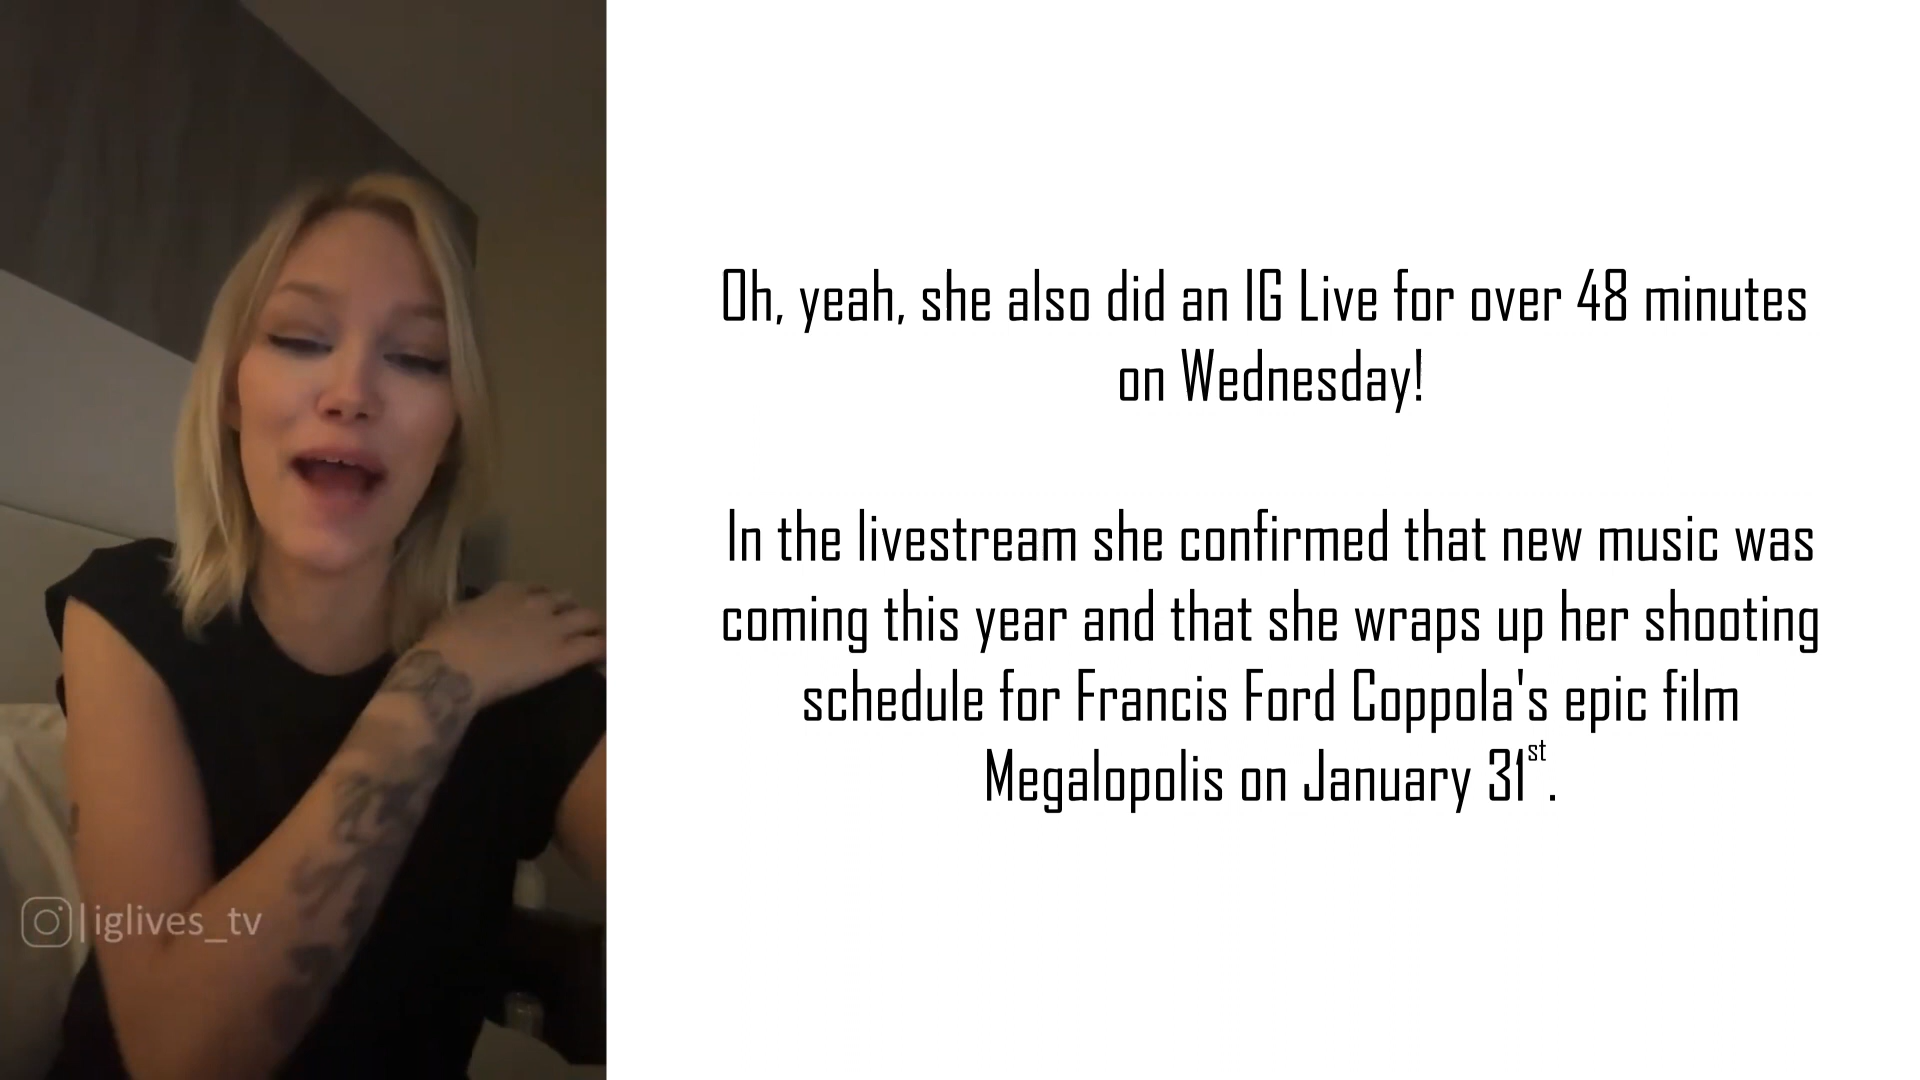 Oh, yeah, she also did an IG Live for over 48 minutes
on Wednesday!
In the livestream she confirmed that new music was
coming this year and that she wraps up her shooting
schedule for Francis Ford Coppola's epic film
Megalopolis on January 31st.
|iglives_tv